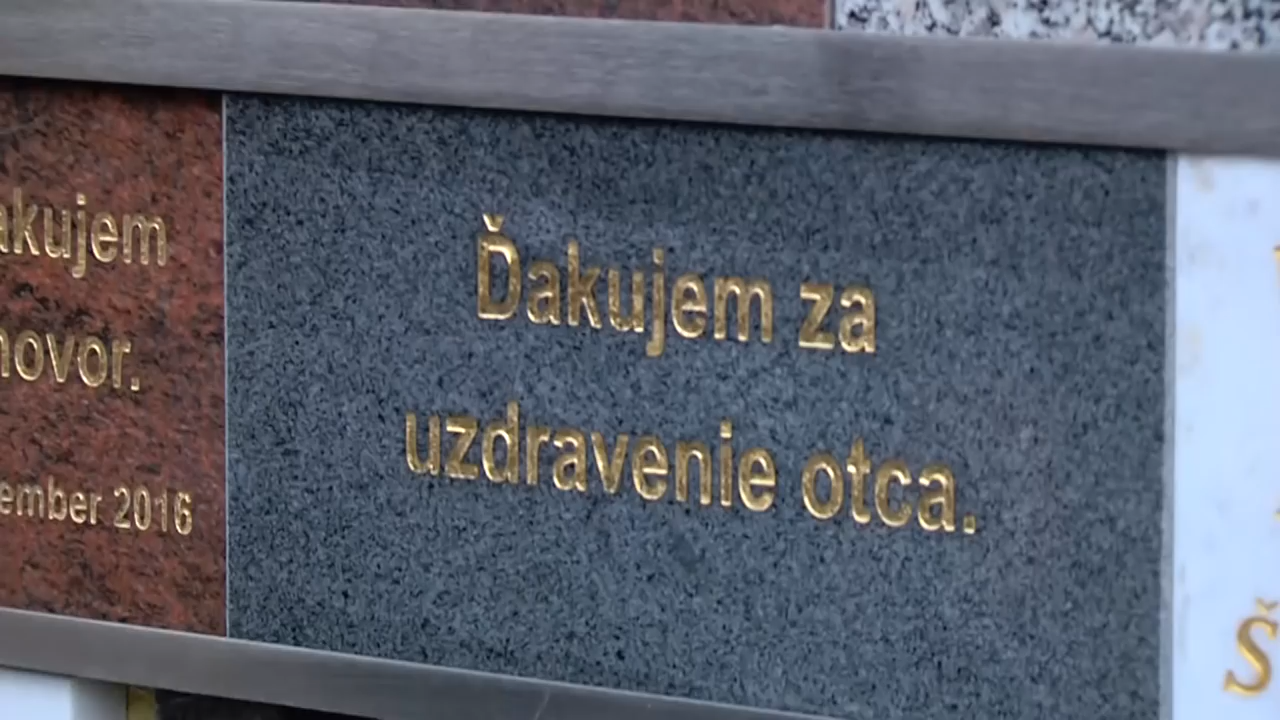 Ďakujem za
uzdravenie otca.
akujem
novor.
ember 2016
Š